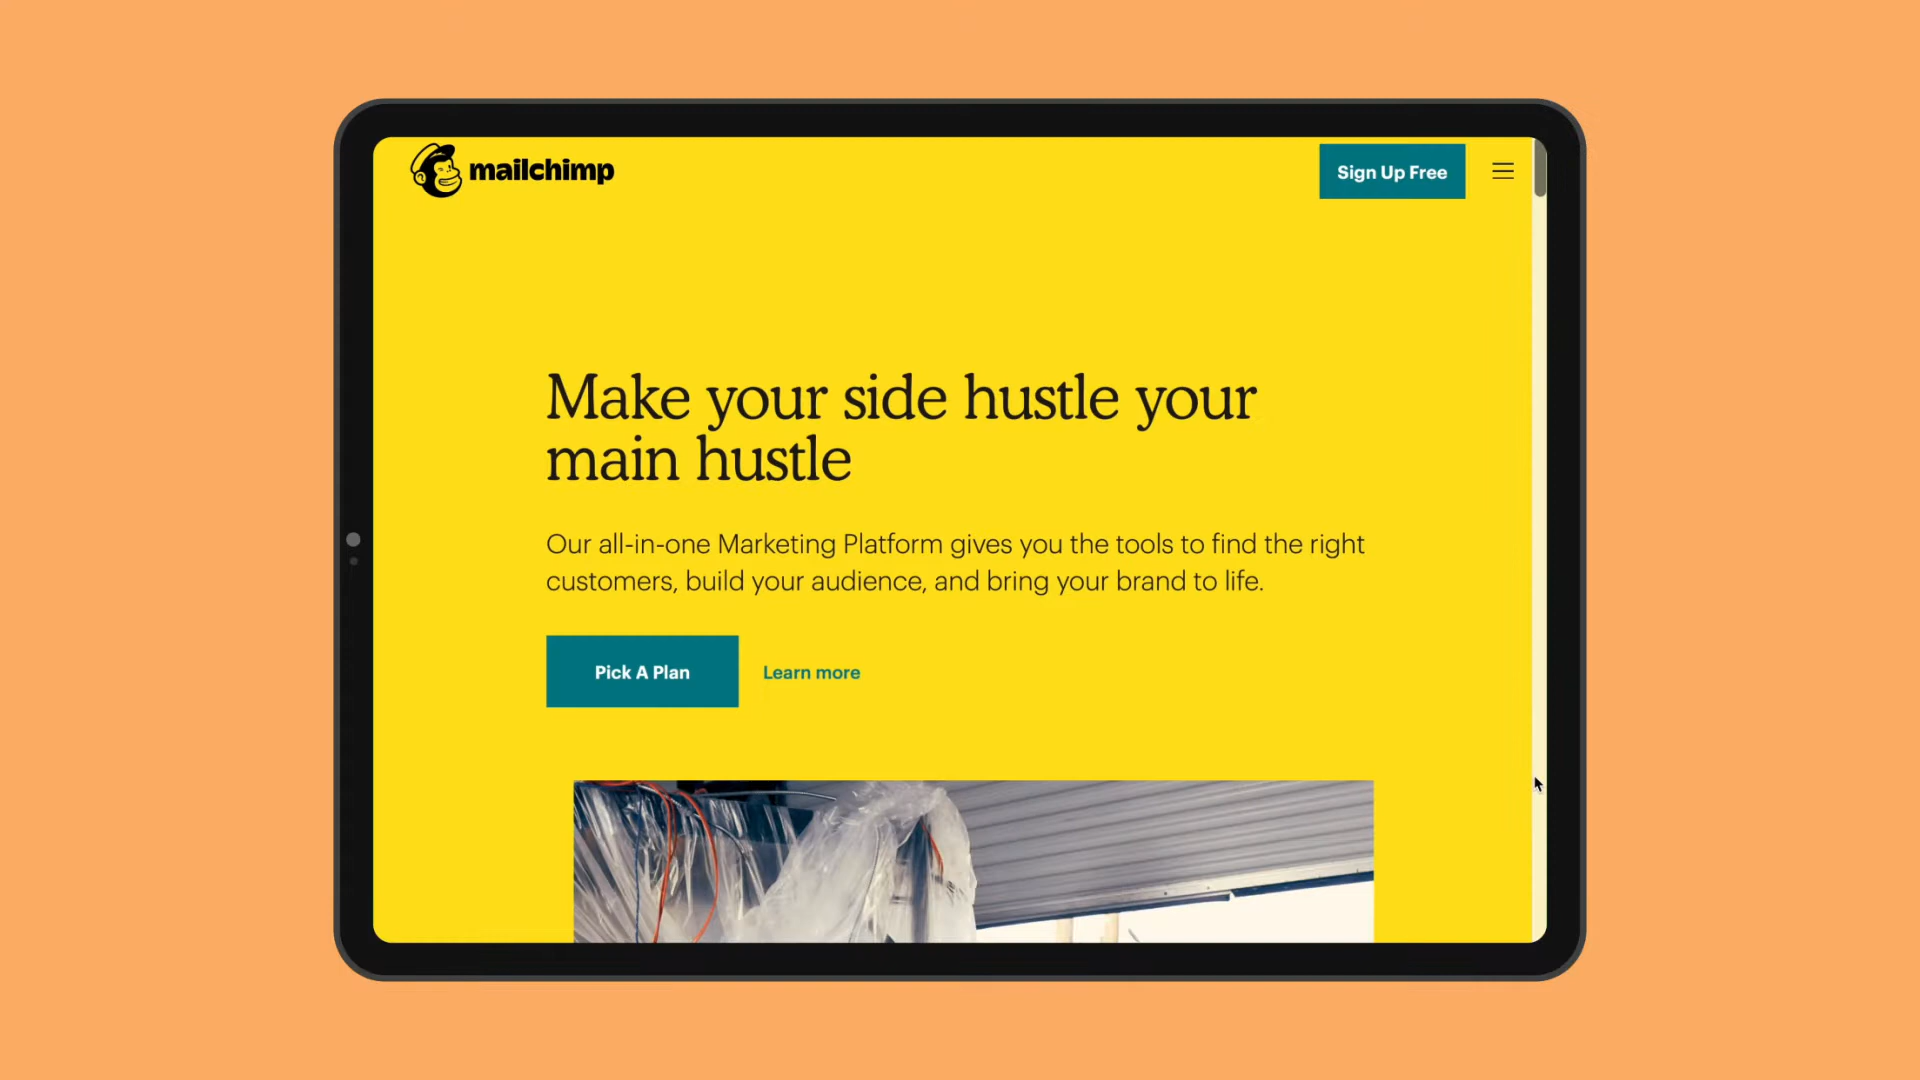 mailchimp
Sign Up Free
Make your side hustle your
main hustle
Our all-in-one Marketing Platform gives you the tools to find the right
customers, build your audience, and bring your brand to life.
Pick A Plan
Learn more